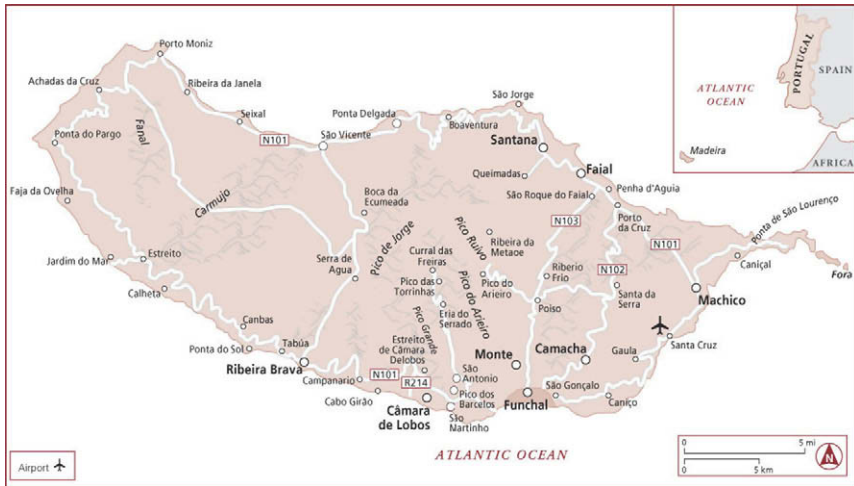 Porto Moniz
Achadas da Cruz
Ribeira da Janela
Seixal
Fanal
Ponta do Pargo
N101
São Vicente
Ponta Delgada
Boaventura
São Jorge
Santana
Queimadas
Faial
São Roque do Faial
Penha d'Aguia
Porto
da Cruz
Faja da Ovelha
Carmujo
Boca da
Ecumeada
Pico de Jorge
Pico Ruivo
Ribeira da
Metaoe
N103
N101
Ponta de São Lourenço
Caniçal
Fora
Jardim do Mar
Estreito
Serra de
Agua
Curral das
Freiras
Pico das
Torrinhas
Pico do Arieiro
Pico do
Arieiro
Riberio
Frio
N102
Santa da
Serra
Machico
Calheta
Eria do
Serrado
Poiso
Pico Grande
Canbas
Tabúa
Ponta do Sol
Ribeira Brava
Estreito
de Câmara
Delobos
Monte
Camacha
Gaula
Santa Cruz
Campanario
N101
R214
São
Antonio
Cabo Girão
Pico dos
Barcelos
Câmara
de Lobos
São
Martinho
Funchal
São Gonçalo
Caniço
ATLANTIC OCEAN
ATLANTIC
OCEAN
PORTUGAL
SPAIN
Madeira
AFRICA
Airport
0 5 mi
0 5 km
N